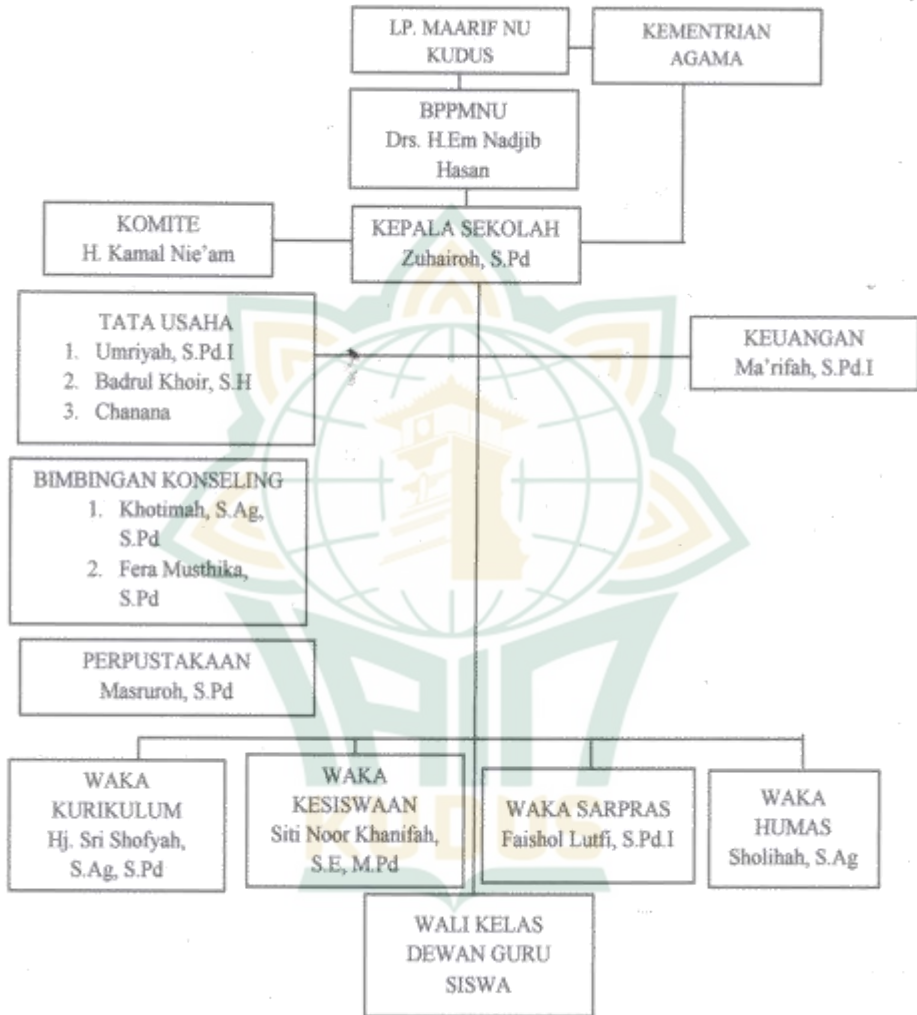 LP. MAARIF NU
KUDUS
KEMENTRIAN
AGAMA
BPPMNU
Drs. H.Em Nadjib
Hasan
KOMITE
H. Kamal Nie'am
KEPALA SEKOLAH
Zuhairoh, S.Pd
TATA USAHA
1. Umriyah, S.Pd.I
2. Badrul Khoir, S.H
3. Chanana
KEUANGAN
Ma'rifah, S.Pd.I
BIMBINGAN KONSELING
1. Khotimah, S.Ag,
S.Pd
2. Fera Musthika,
S.Pd
PERPUSTAKAAN
Masruroh, S.Pd
WAKA
KURIKULUM
Hj. Sri Shofyah,
S.Ag, S.Pd
WAKA
KESISWAAN
Siti Noor Khanifah,
S.E, M.Pd
WAKA SARPRAS
Faishol Lutfi, S.Pd.I
WAKA
HUMAS
Sholihah, S.Ag
WALI KELAS
DEWAN GURU
SISWA
IAIN
KUDUS